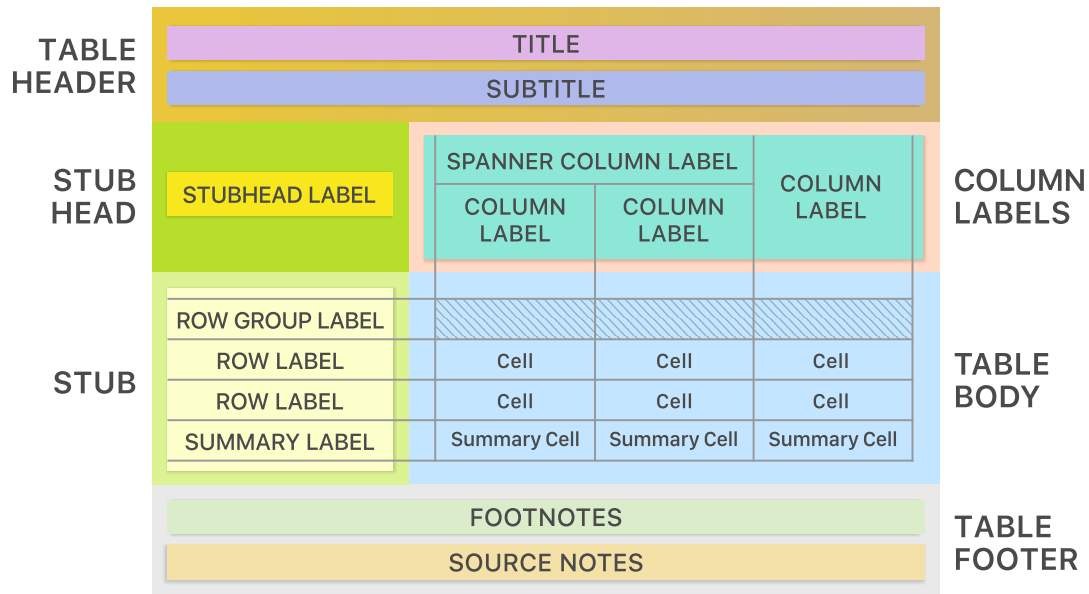 TABLE
HEADER
TITLE
SUBTITLE
STUB
HEAD
STUBHEAD LABEL
SPANNER COLUMN LABEL
COLUMN
LABEL
COLUMN
LABEL
COLUMN
LABEL
COLUMN
LABELS
STUB
ROW GROUP LABEL
ROW LABEL
Cell
Cell
Cell
ROW LABEL
Cell
Cell
Cell
SUMMARY LABEL
Summary Cell
Summary Cell
Summary Cell
TABLE
BODY
FOOTNOTES
SOURCE NOTES
TABLE
FOOTER